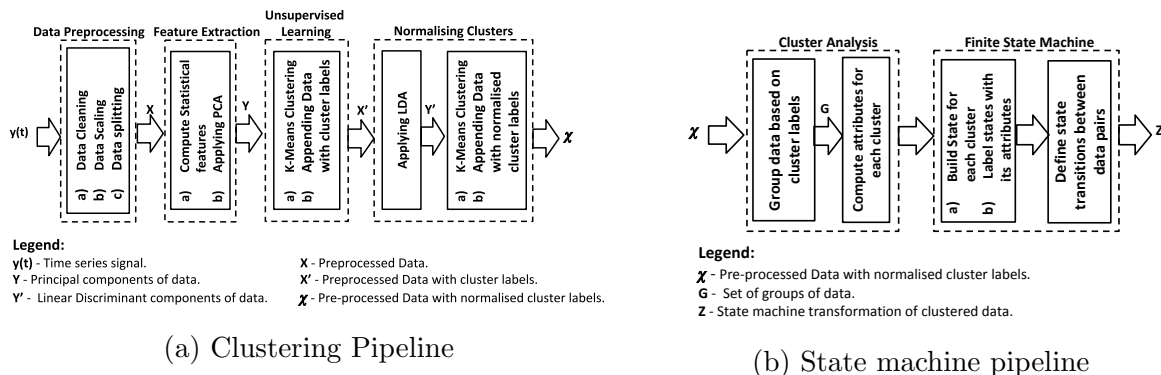 Data Preprocessing
Feature Extraction
Unsupervised
Learning
Normalising Clusters
y(t)
a) Data Cleaning
b) Data Scaling
c) Data splitting
X
a) Compute Statistical
features
b) Applying PCA
Y
a) K-Means Clustering
b) Appending Data
with cluster labels
X'
Applying LDA
Y'
a) K-Means Clustering
b) Appending Data
with normalised
cluster labels
χ
Legend:
y(t) - Time series signal.
Y - Principal components of data.
Y' - Linear Discriminant components of data.
X - Preprocessed Data.
X' - Preprocessed Data with cluster labels.
χ - Pre-processed Data with normalised cluster labels.
(a) Clustering Pipeline
Cluster Analysis
Finite State Machine
χ
Group data based on
cluster labels
G
Compute attributes for
each cluster
a) Build State for
each cluster
b) Label states with
its attributes
Define state
transitions between
data pairs
Z
Legend:
χ - Pre-processed Data with normalised cluster labels.
G - Set of groups of data.
Z - State machine transformation of clustered data.
(b) State machine pipeline